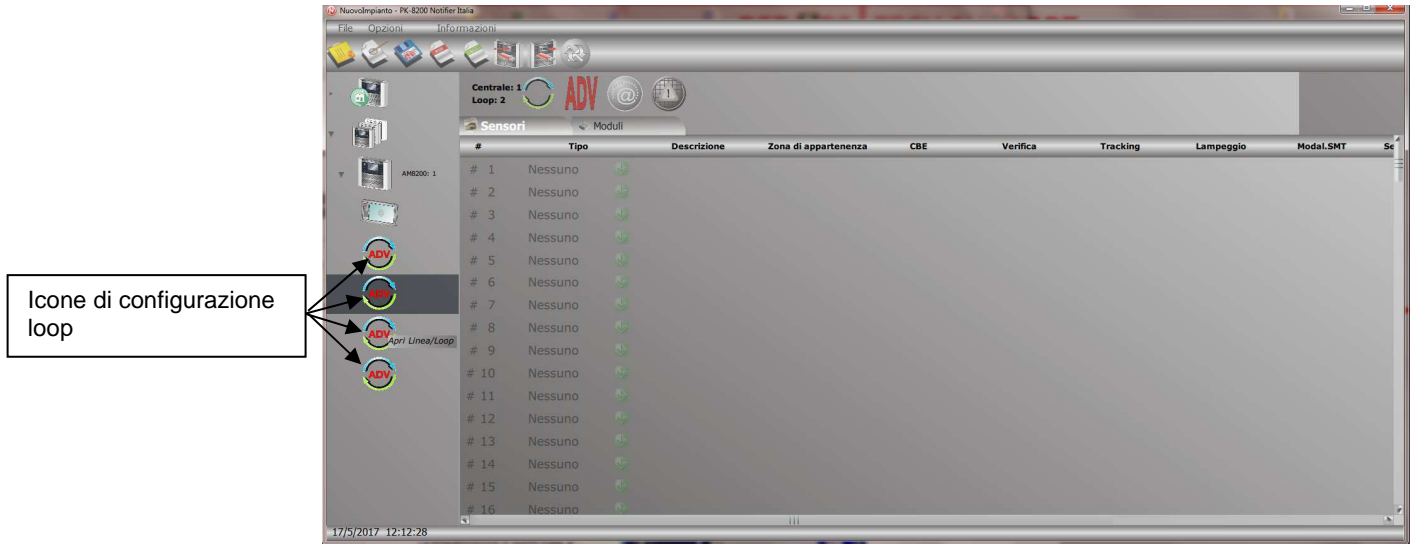 NuovoImpianto - PK-8200 Notifier Italia
File Opzioni Informazioni
Centrale: 1
Loop: 2
ADV
Sensori Moduli
# Tipo Descrizione Zona di appartenenza CBE Verifica Tracking Lampeggio Modal.SMT Se
AM8200: 1
# 1 Nessuno
# 2 Nessuno
# 3 Nessuno
# 4 Nessuno
ADV
# 5 Nessuno
Icone di configurazione
loop
ADV
# 6 Nessuno
# 7 Nessuno
# 8 Nessuno
ADV
Apri Linea/Loop
# 9 Nessuno
ADV
# 10 Nessuno
# 11 Nessuno
# 12 Nessuno
# 13 Nessuno
# 14 Nessuno
# 15 Nessuno
# 16 Nessuno
17/5/2017 12:12:28